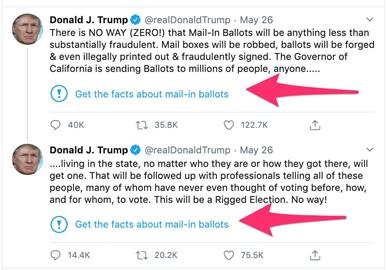 Donald J. Trump @realDonaldTrump · May 26
There is NO WAY (ZERO!) that Mail-In Ballots will be anything less than
substantially fraudulent. Mail boxes will be robbed, ballots will be forged
& even illegally printed out & fraudulently signed. The Governor of
California is sending Ballots to millions of people, anyone.....
Get the facts about mail-in ballots
40K 35.8K 122.7K
Donald J. Trump @realDonaldTrump · May 26
....living in the state, no matter who they are or how they got there, will
get one. That will be followed up with professionals telling all of these
people, many of whom have never even thought of voting before, how,
and for whom, to vote. This will be a Rigged Election. No way!
Get the facts about mail-in ballots
14.4K 20.2K 75.5K